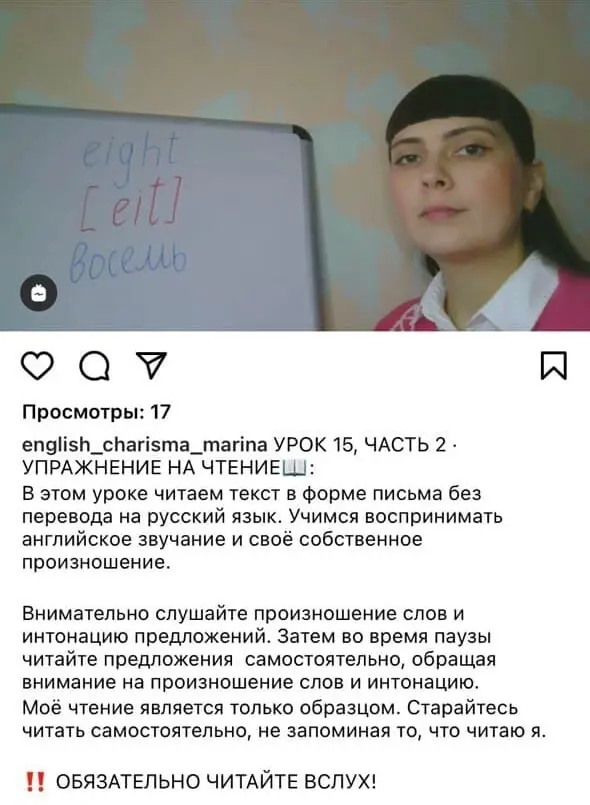 eight
[eit]
восемь
Просмотры: 17
english_charisma_marina УРОК 15, ЧАСТЬ 2 ·
УПРАЖНЕНИЕ НА ЧТЕНИЕ📖:
В этом уроке читаем текст в форме письма без
перевода на русский язык. Учимся воспринимать
английское звучание и своё собственное
произношение.
Внимательно слушайте произношение слов и
интонацию предложений. Затем во время паузы
читайте предложения  самостоятельно, обращая
внимание на произношение слов и интонацию.
Моё чтение является только образцом. Старайтесь
читать самостоятельно, не запоминая то, что читаю я.
‼️ ОБЯЗАТЕЛЬНО ЧИТАЙТЕ ВСЛУХ!